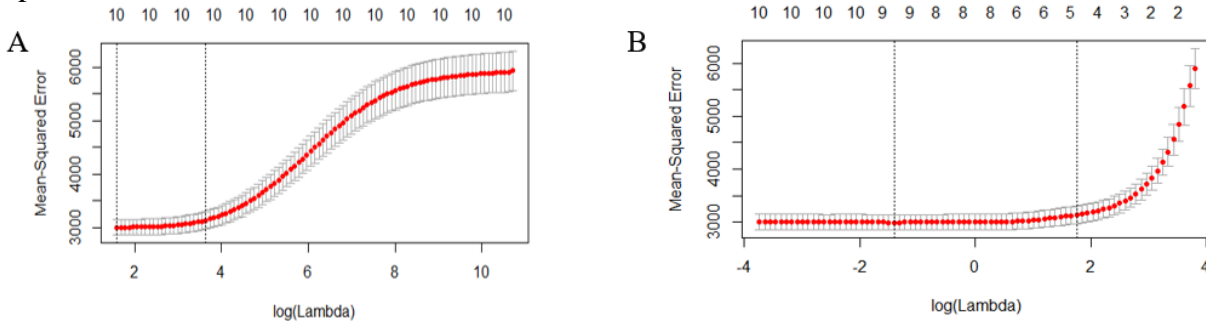 10 10 10 10 10 10 10 10 10 10 10 10 10
A
Mean-Squared Error
3000 4000 5000 6000
2 4 6 8 10
log(Lambda)
10 10 10 10 9 9 8 8 8 6 6 5 4 3 2 2
B
Mean-Squared Error
3000 4000 5000 6000
-4 -2 0 2 4
log(Lambda)